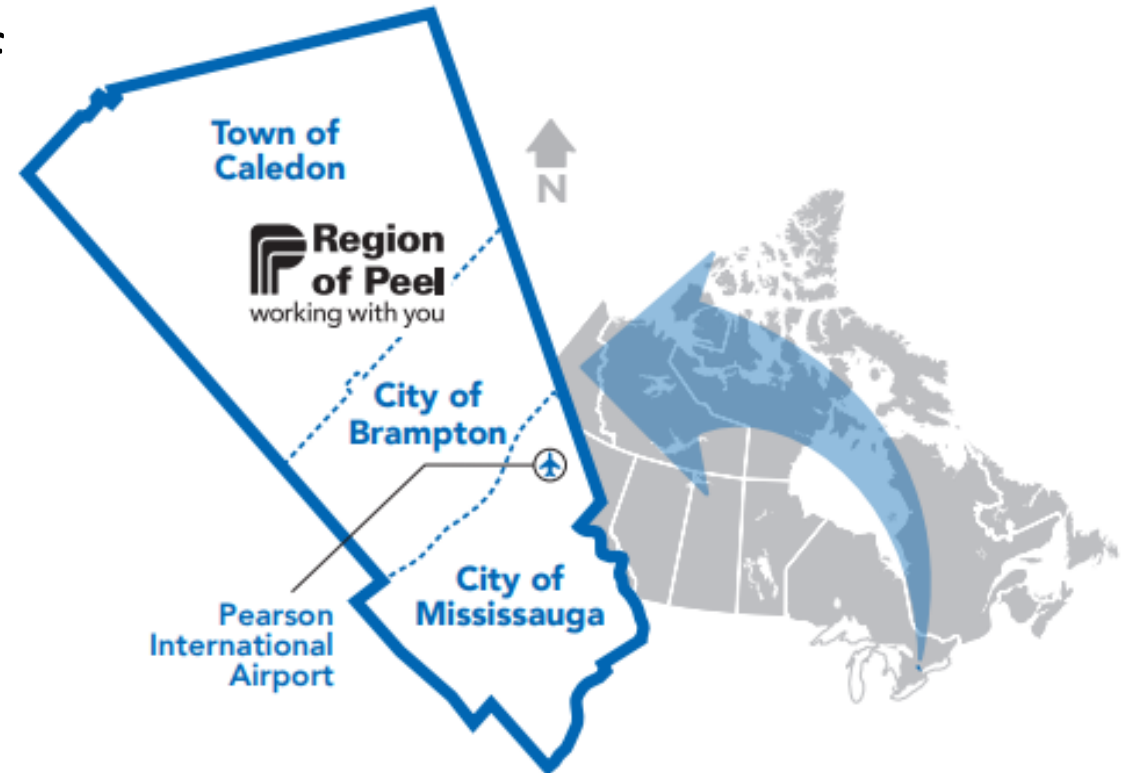 Town of
Caledon
N
Region
of Peel
working with you
City of
Brampton
City of
Mississauga
Pearson
International
Airport